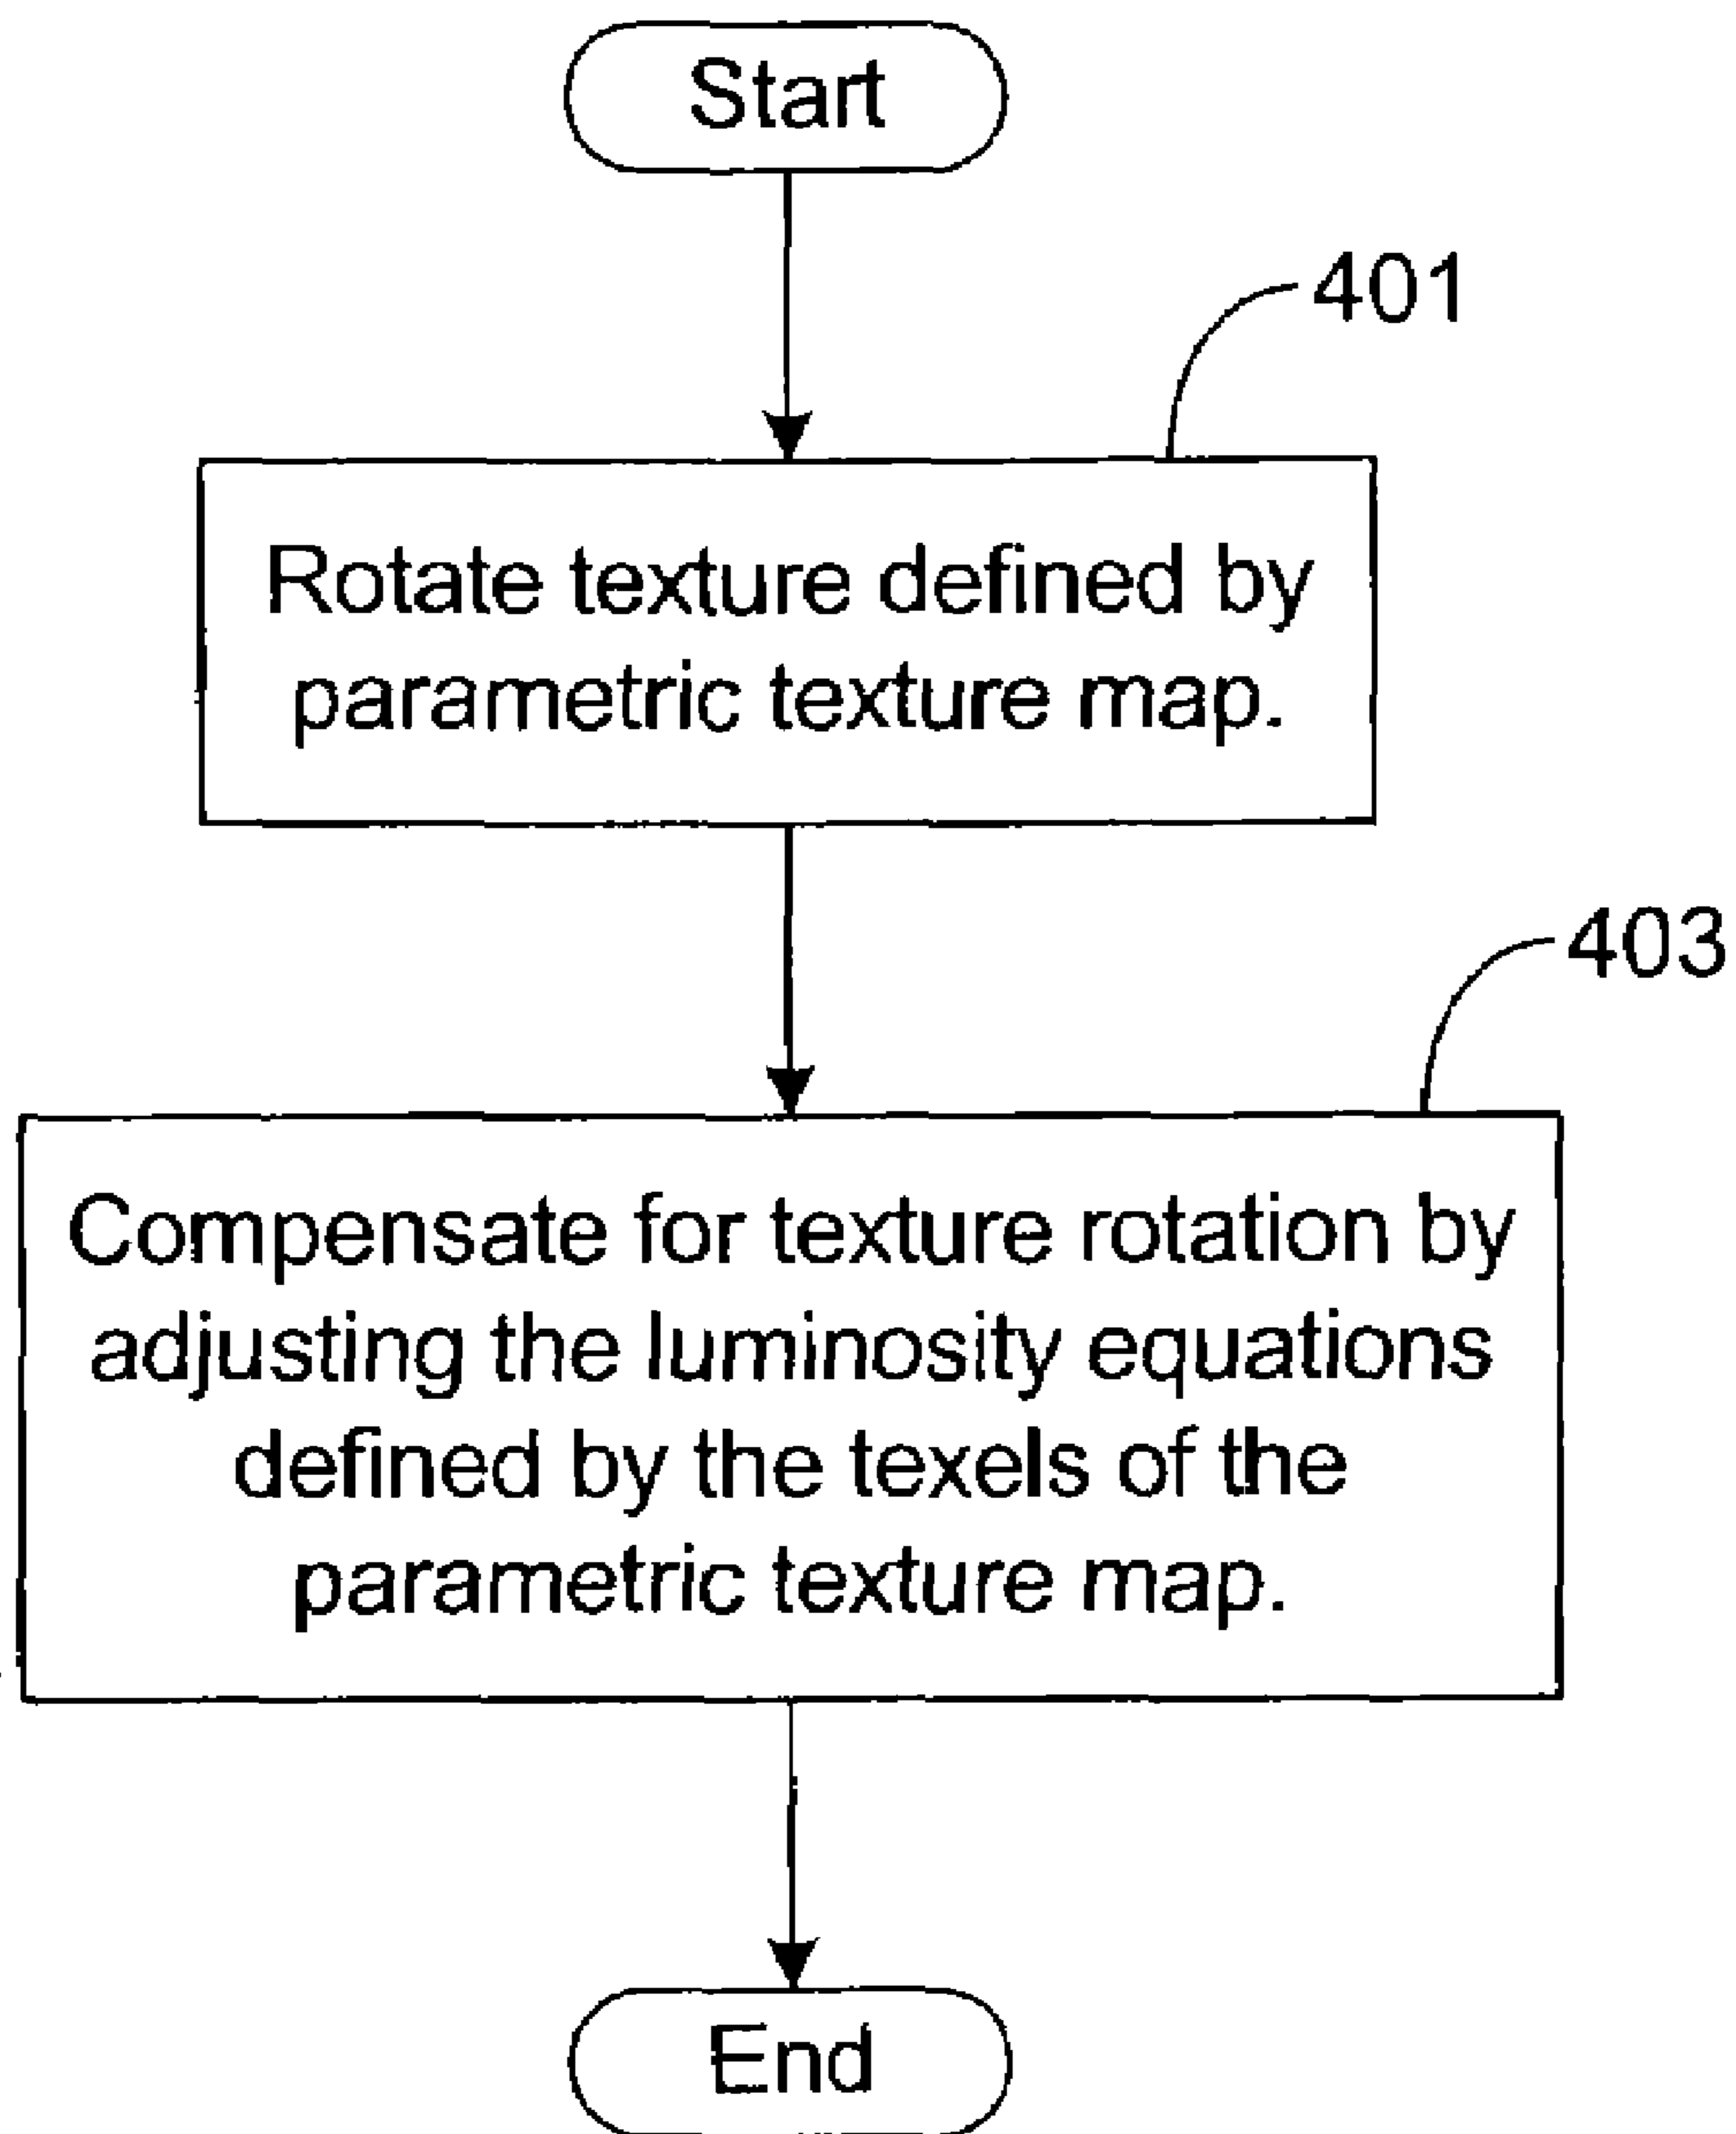 Start
401
Rotate texture defined by
parametric texture map.
403
Compensate for texture rotation by
adjusting the luminosity equations
defined by the texels of the
parametric texture map.
End